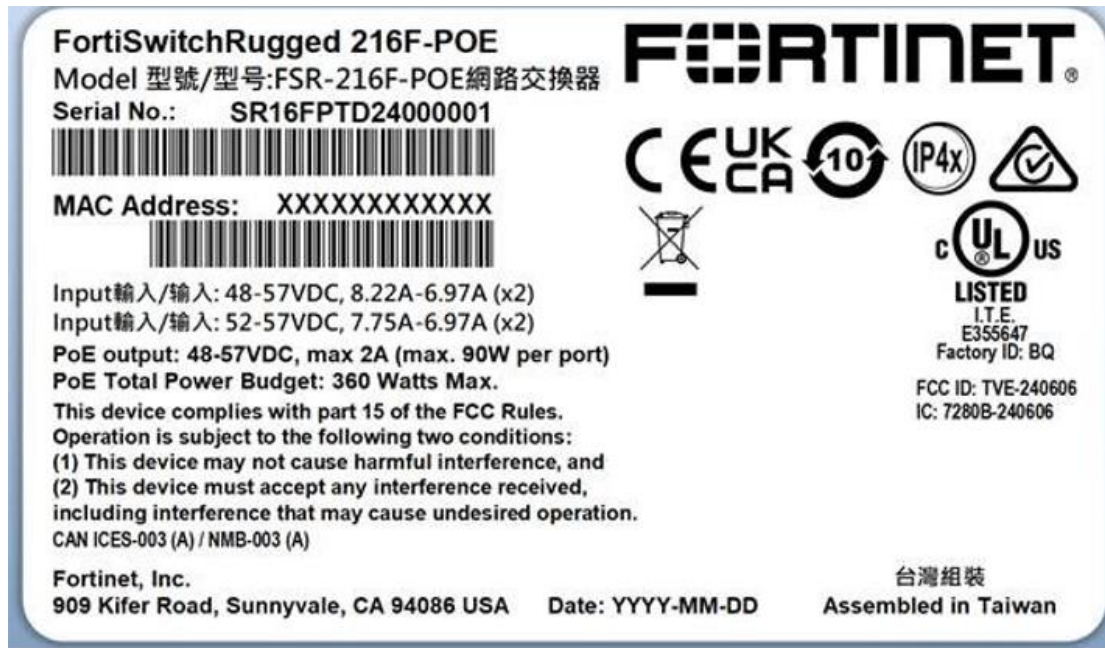 FortiSwitchRugged 216F-POE
Model 型號/型号:FSR-216F-POE網路交換器
Serial No.: SR16FPTD24000001
MAC Address: XXXXXXXXXXXX
Input輸入/输入: 48-57VDC, 8.22A-6.97A (x2)
Input輸入/输入: 52-57VDC, 7.75A-6.97A (x2)
PoE output: 48-57VDC, max 2A (max. 90W per port)
PoE Total Power Budget: 360 Watts Max.
This device complies with part 15 of the FCC Rules.
Operation is subject to the following two conditions:
(1) This device may not cause harmful interference, and
(2) This device must accept any interference received,
including interference that may cause undesired operation.
CAN ICES-003 (A) / NMB-003 (A)
Fortinet, Inc.
909 Kifer Road, Sunnyvale, CA 94086 USA
Date: YYYY-MM-DD
FORTINET®
CE UK CA 10 IP4x
C UL® US
LISTED
I.T.E.
E355647
Factory ID: BQ
FCC ID: TVE-240606
IC: 7280B-240606
台灣組裝
Assembled in Taiwan